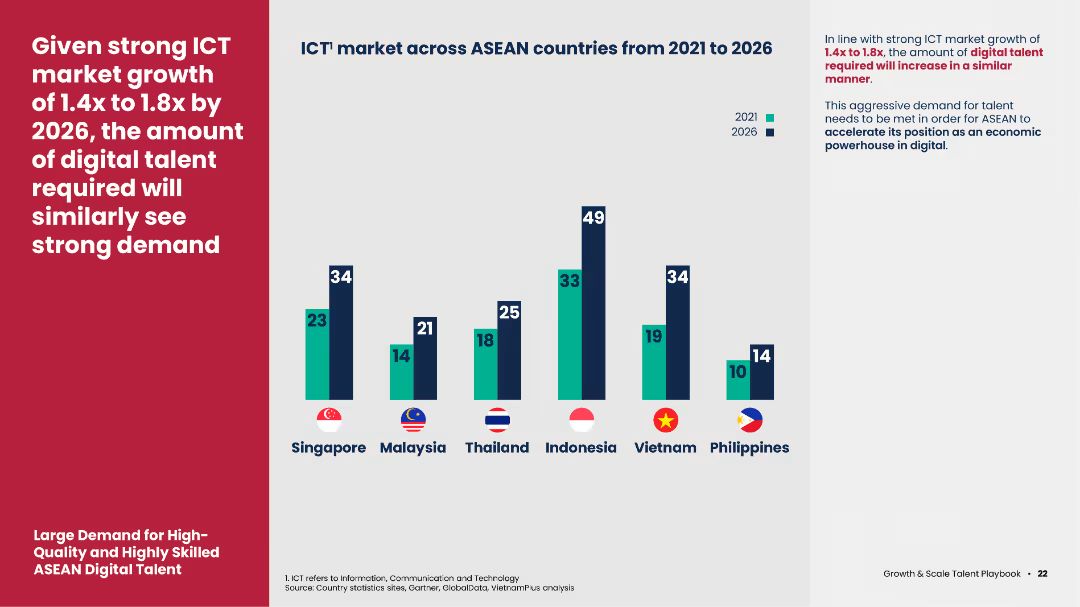 Given strong ICT
market growth
of 1.4x to 1.8x by
2026, the amount
of digital talent
required will
similarly see
strong demand
Large Demand for High-
Quality and Highly Skilled
ASEAN Digital Talent
ICT¹ market across ASEAN countries from 2021 to 2026
2021
2026
23
34
14
21
18
25
33
49
19
34
10
14
Singapore
Malaysia
Thailand
Indonesia
Vietnam
Philippines
1. ICT refers to Information, Communication and Technology
Source: Country statistics sites, Gartner, GlobalData, VietnamPlus analysis
In line with strong ICT market growth of
1.4x to 1.8x, the amount of digital talent
required will increase in a similar
manner.
This aggressive demand for talent
needs to be met in order for ASEAN to
accelerate its position as an economic
powerhouse in digital.
Growth & Scale Talent Playbook • 22